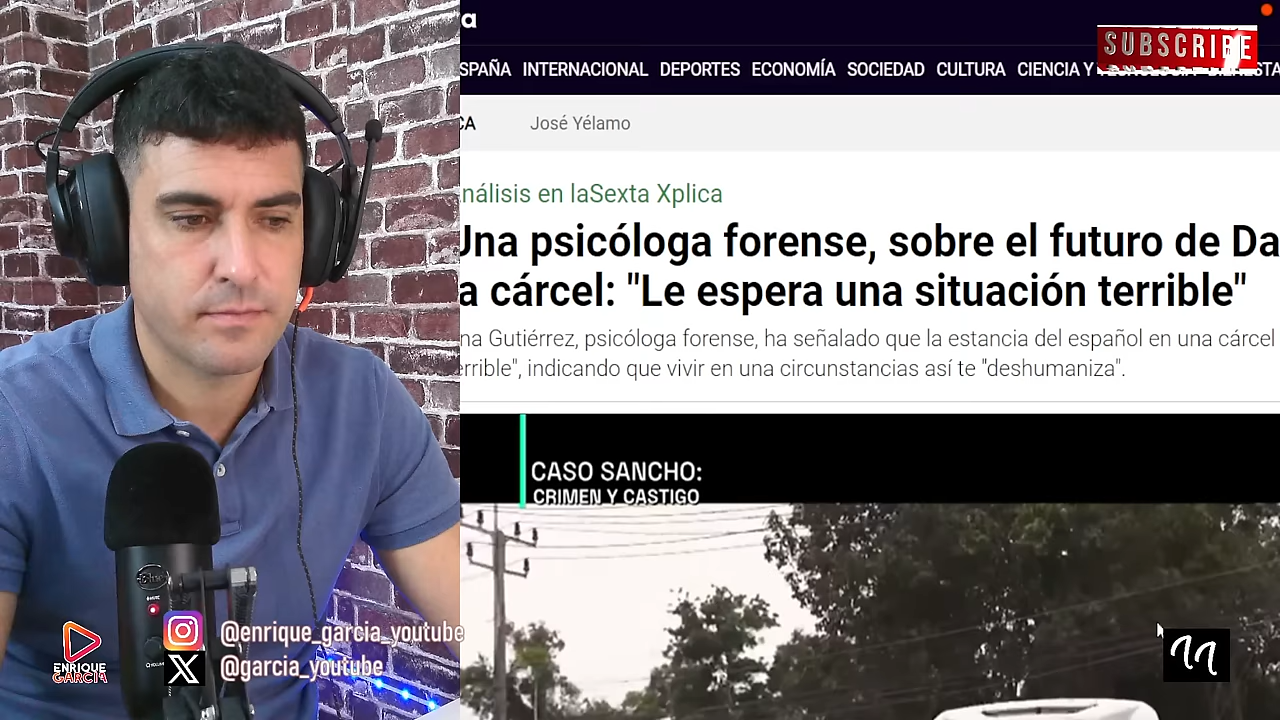 a
SUBSCRIBE
SPAÑA INTERNACIONAL DEPORTES ECONOMÍA SOCIEDAD CULTURA CIENCIA Y
CA José Yélamo
nálisis en laSexta Xplica
Una psicóloga forense, sobre el futuro de Da
a cárcel: "Le espera una situación terrible"
na Gutiérrez, psicóloga forense, ha señalado que la estancia del español en una cárcel
errible", indicando que vivir en una circunstancias así te "deshumaniza".
CASO SANCHO:
CRIMEN Y CASTIGO
@enrique_garcia_youtube
@garcia_youtube
ENRIQUE
GARCIA